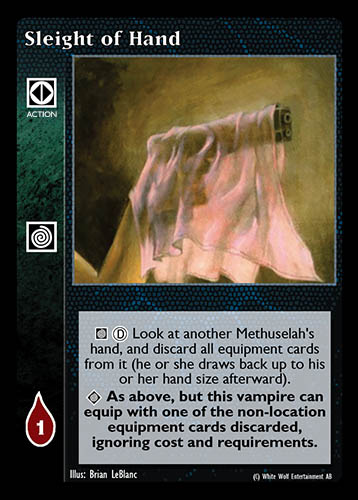 Sleight of Hand
ACTION
D Look at another Methuselah's
hand, and discard all equipment cards
from it (he or she draws back up to his
or her hand size afterward).
As above, but this vampire can
equip with one of the non-location
equipment cards discarded,
ignoring cost and requirements.
1
Illus: Brian LeBlanc
(C) White Wolf Entertainment AB